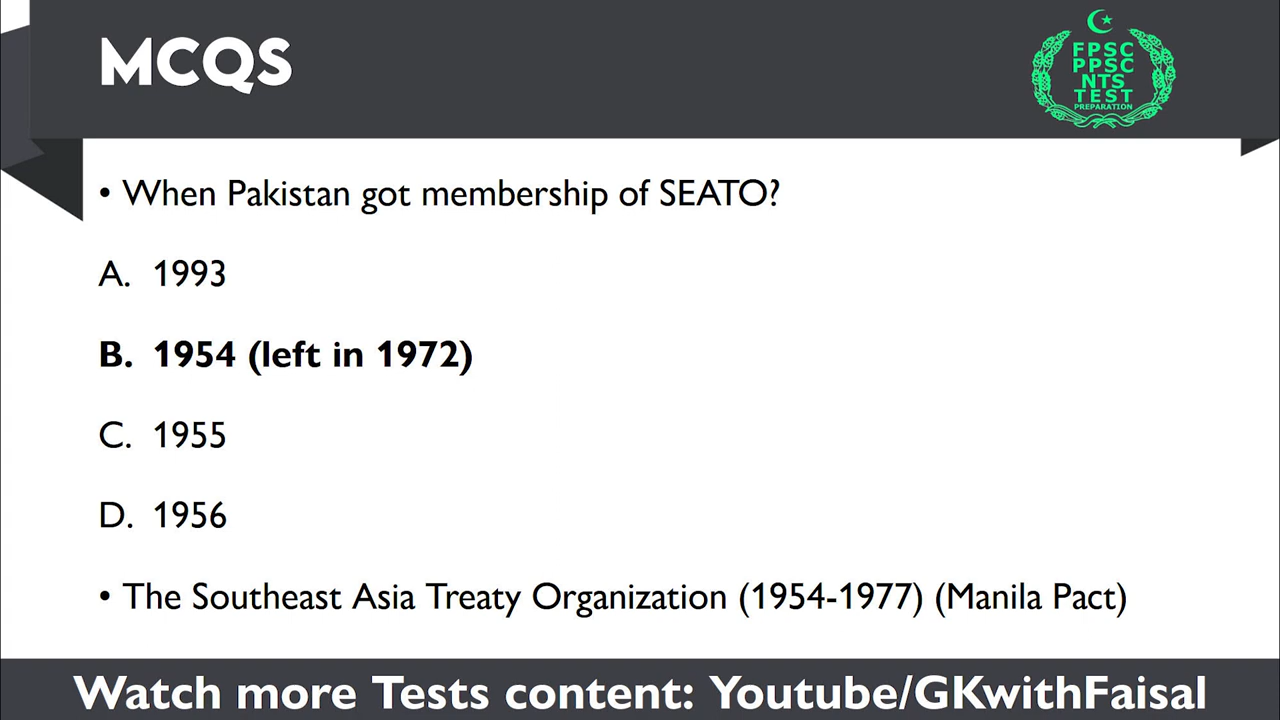 MCQS
FPSC
PPSC
NTS
TEST
PREPARATION
• When Pakistan got membership of SEATO?
A. 1993
B. 1954 (left in 1972)
C. 1955
D. 1956
• The Southeast Asia Treaty Organization (1954-1977) (Manila Pact)
Watch more Tests content: Youtube/GKwithFaisal